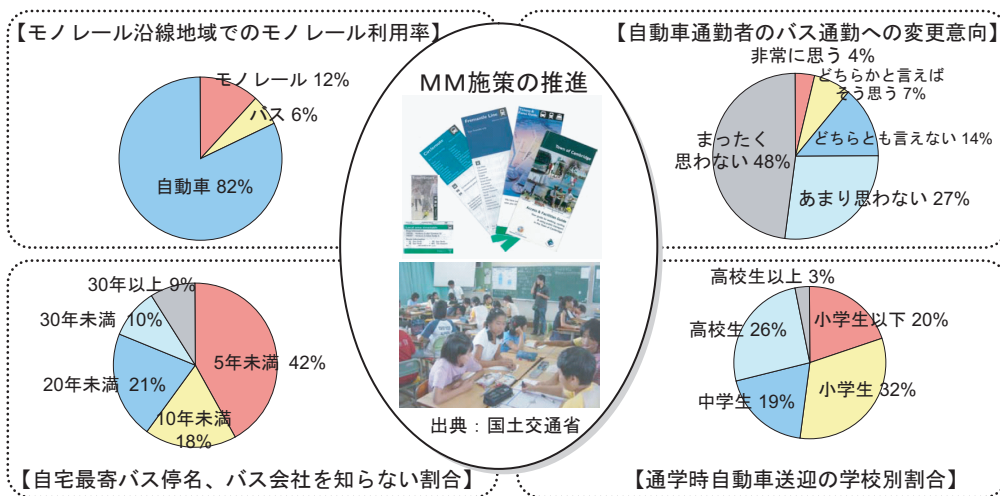 【モノレール沿線地域でのモノレール利用率】
モノレール 12%
バス 6%
自動車 82%
【自動車通勤者のバス通勤への変更意向】
非常に思う 4%
どちらかと言えば
そう思う 7%
どちらとも言えない 14%
あまり思わない 27%
まったく
思わない 48%
MM施策の推進
Town of Cambridge
Access & Facilities Guide
出典：国土交通省
30年以上 9%
30年未満 10%
20年未満 21%
10年未満
18%
5年未満 42%
【自宅最寄バス停名、バス会社を知らない割合】
高校生以上 3%
高校生 26%
中学生 19%
小学生以下 20%
小学生 32%
【通学時自動車送迎の学校別割合】